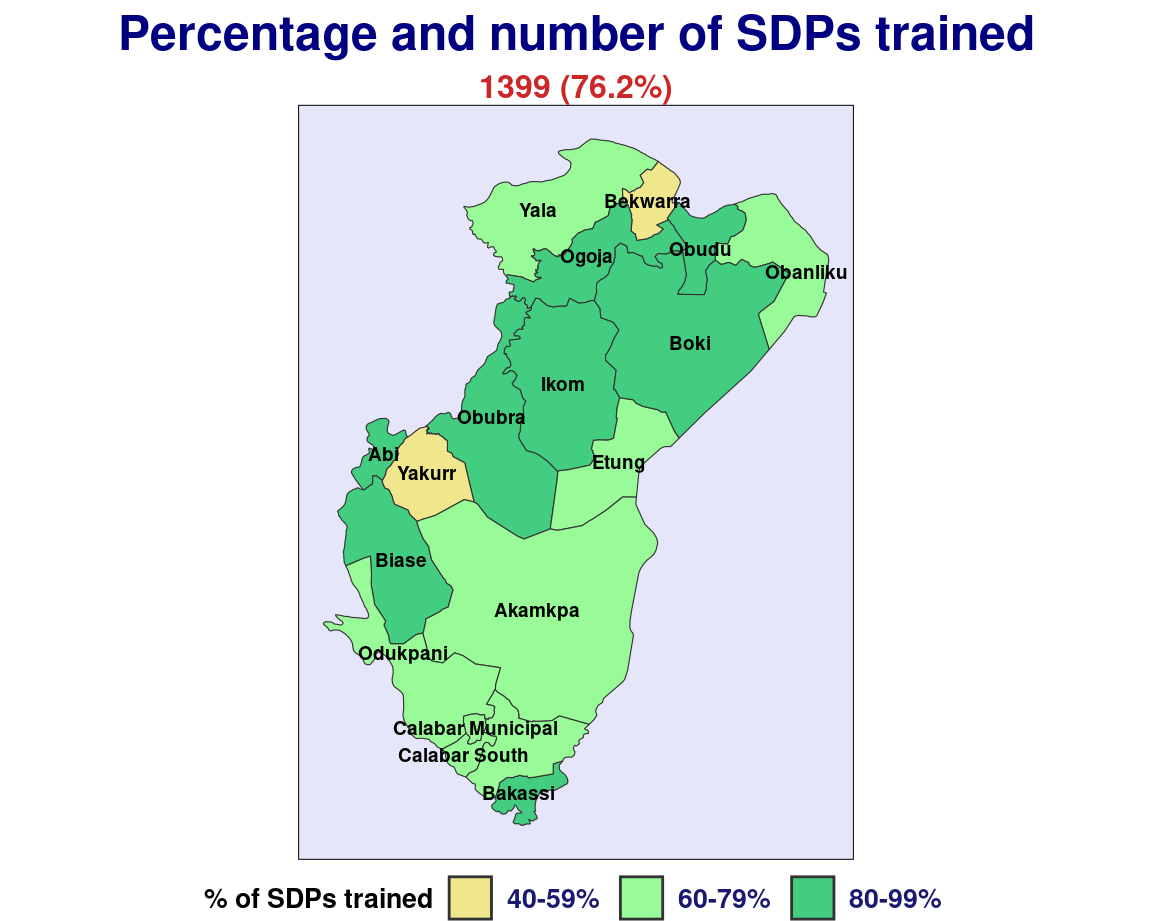 Percentage and number of SDPs trained
1399 (76.2%)
Bekwarra
Yala
Obudu
Ogoja
Obanliku
Boki
Ikom
Obubra
Abi
Etung
Yakurr
Biase
Akamkpa
Odukpani
Calabar Municipal
Calabar South
Bakassi
% of SDPs trained 40-59% 60-79% 80-99%